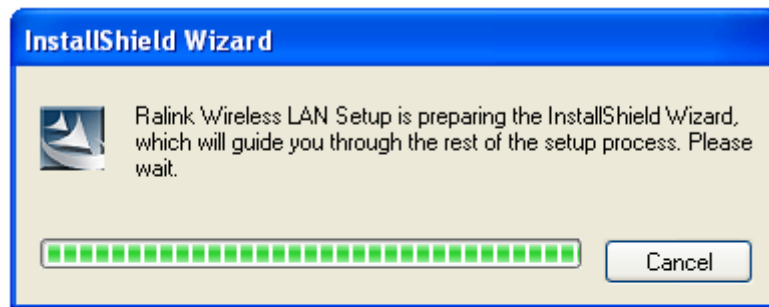 InstallShield Wizard
Ralink Wireless LAN Setup is preparing the InstallShield Wizard,
which will guide you through the rest of the setup process. Please
wait.
Cancel